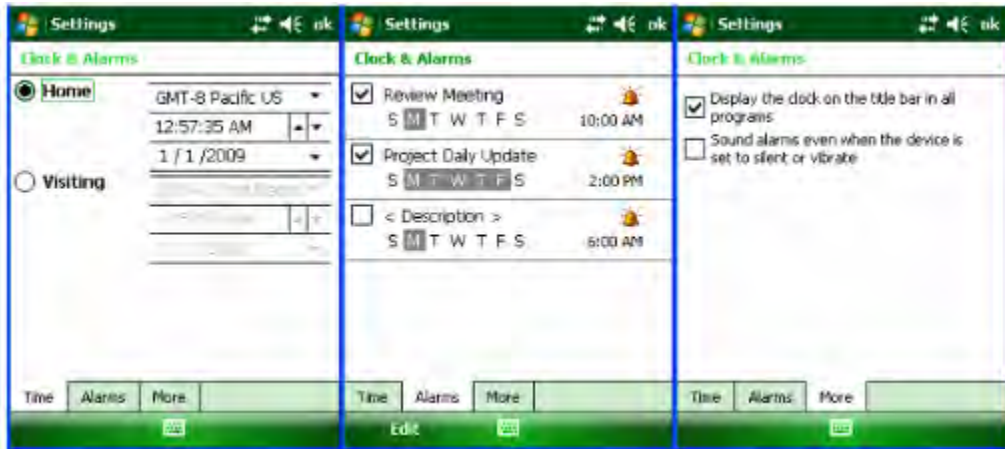 Settings
ok
Clock & Alarms
Home
GMT-8 Pacific US
12:57:35 AM
1 / 1 /2009
Visiting
Time Alarms More
Settings
ok
Clock & Alarms
Review Meeting
S M T W T F S 10:00 AM
Project Daily Update
S M T W T F S 2:00 PM
< Description >
S M T W T F S 6:00 AM
Time Alarms More
Edit
Settings
ok
Clock & Alarms
Display the clock on the title bar in all
programs
Sound alarms even when the device is
set to silent or vibrate
Time Alarms More